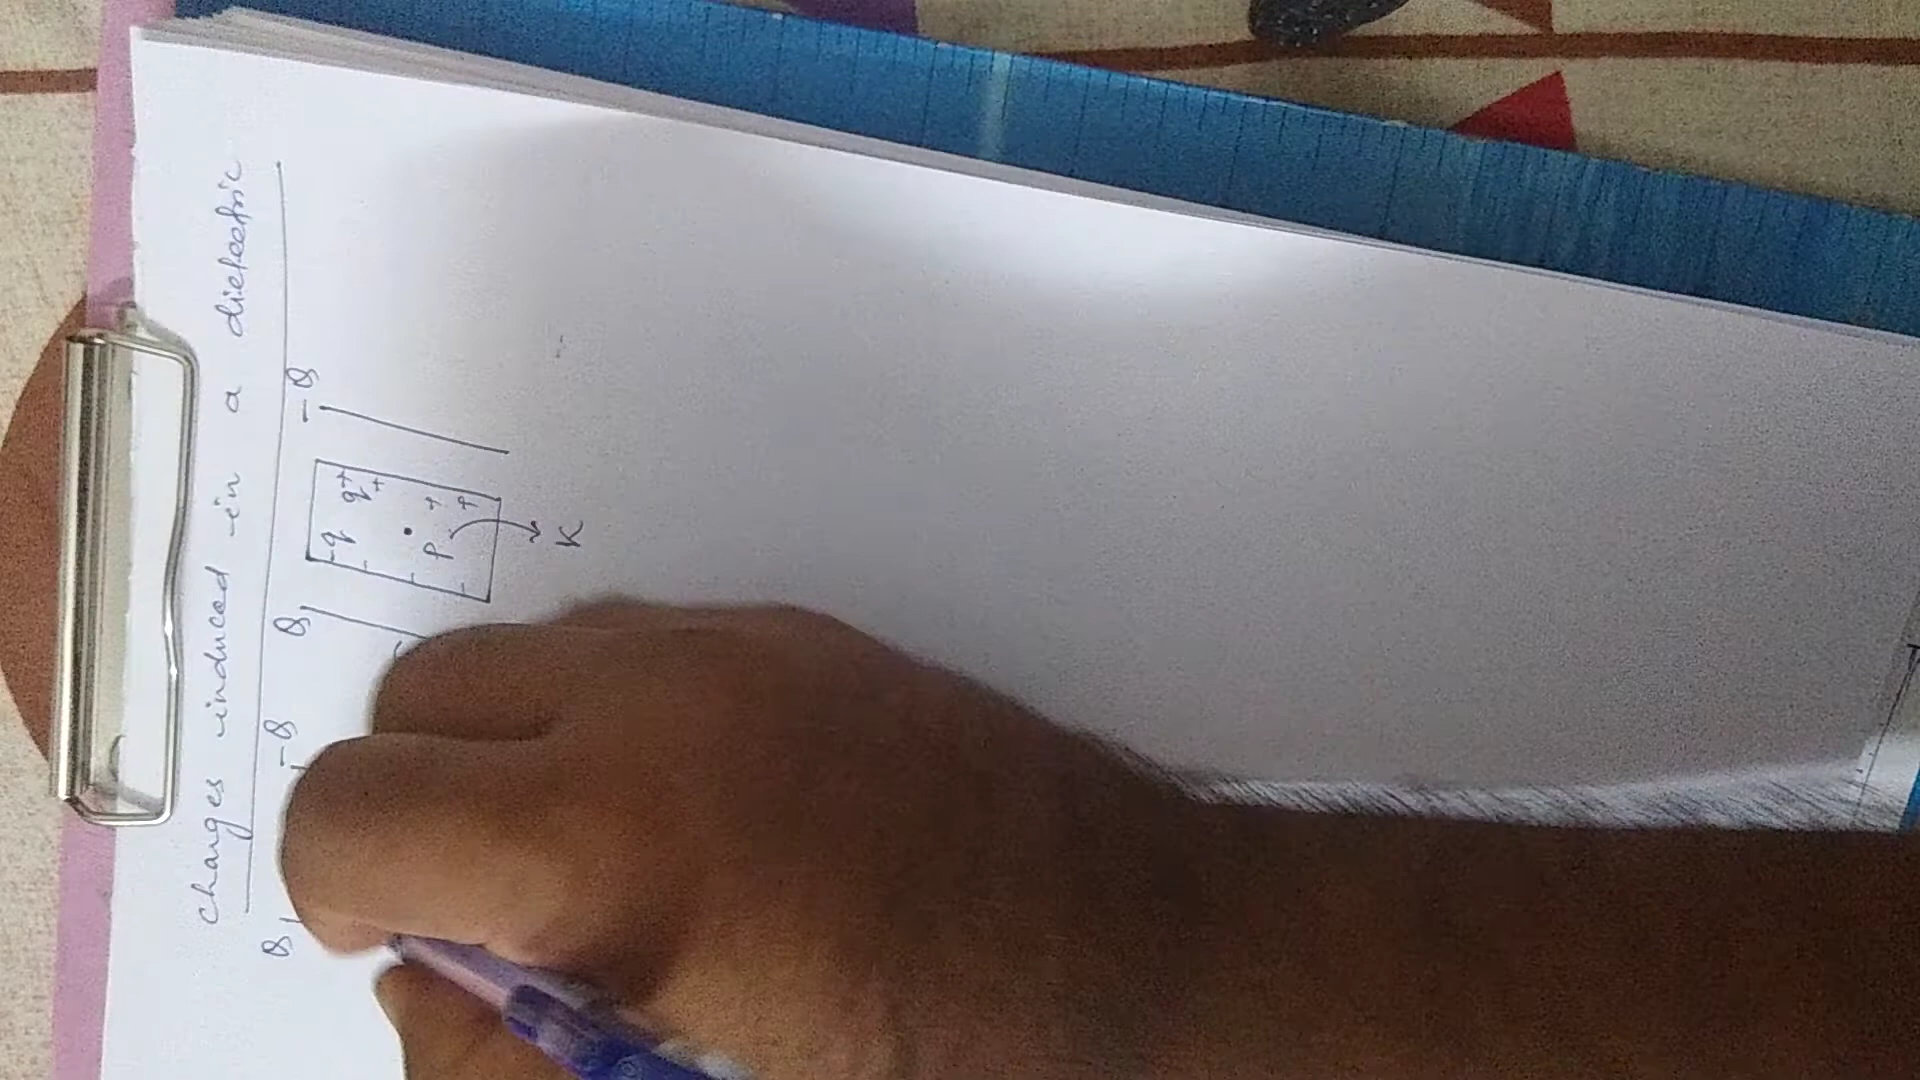 Charges induced in a dielectric
Q -Q Q -Q
-q q+
+
P +
+
K